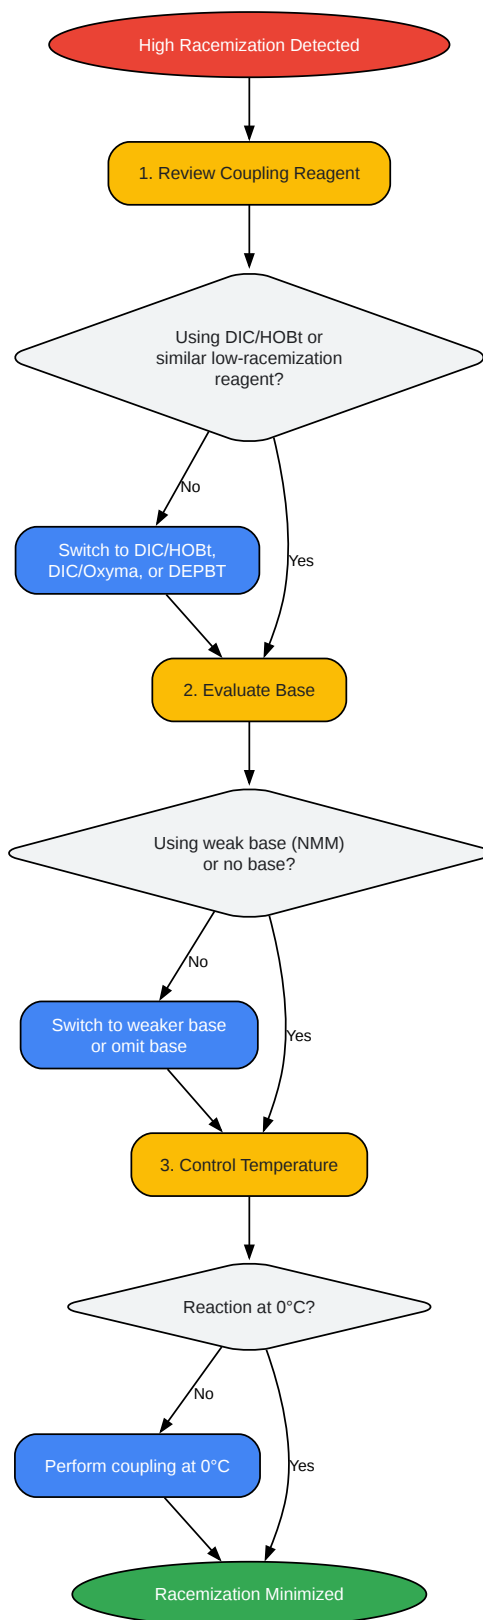 High Racemization Detected
1. Review Coupling Reagent
Using DIC/HOBt or
similar low-racemization
reagent?
No
Switch to DIC/HOBt,
DIC/Oxyma, or DEPBT
Yes
2. Evaluate Base
Using weak base (NMM)
or no base?
No
Switch to weaker base
or omit base
Yes
3. Control Temperature
Reaction at 0°C?
No
Perform coupling at 0°C
Yes
Racemization Minimized